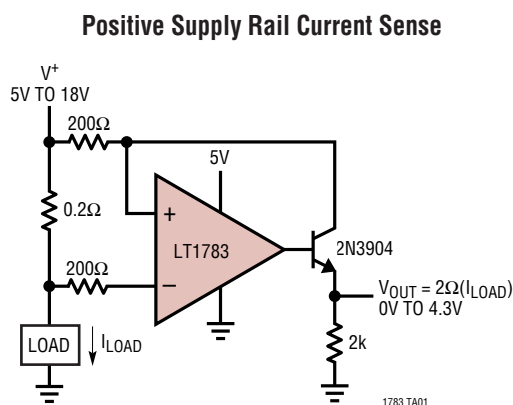 Positive Supply Rail Current Sense
V+
5V TO 18V
200Ω
5V
0.2Ω
+
LT1783
2N3904
200Ω
−
VOUT = 2Ω(ILOAD)
0V TO 4.3V
LOAD
ILOAD
2k
1783 TA01